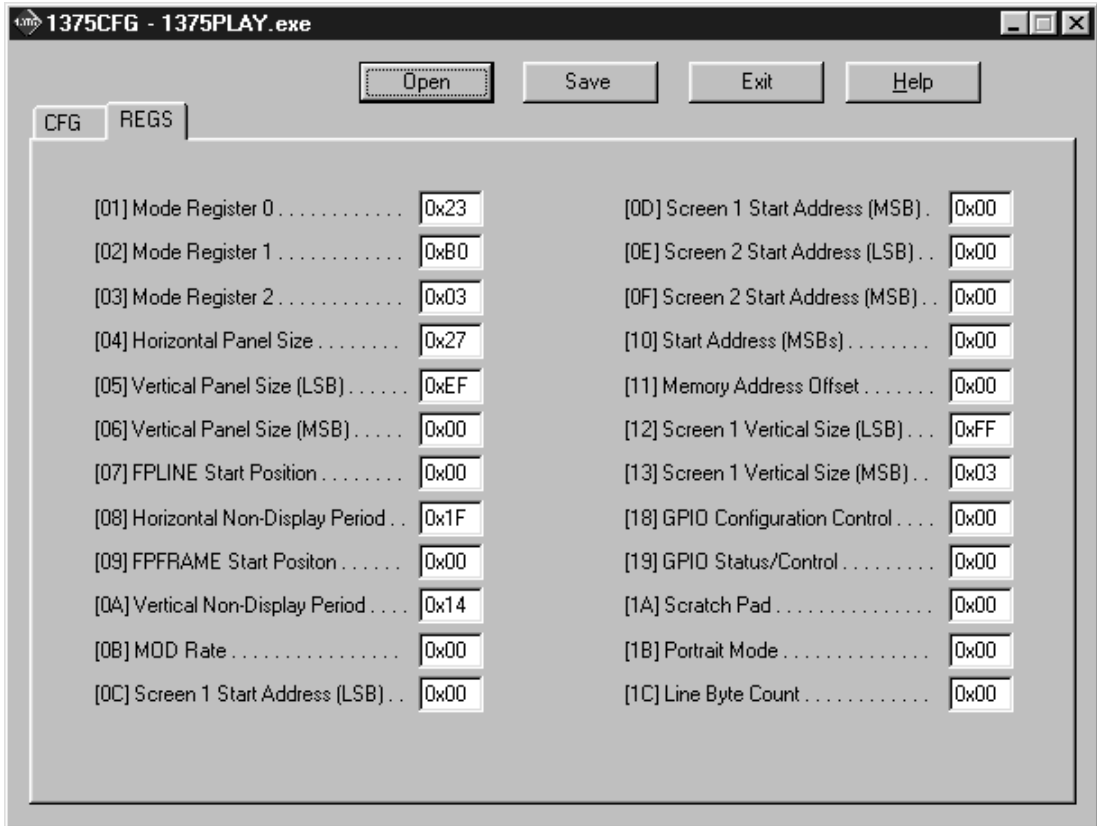 1375CFG - 1375PLAY.exe
Open Save Exit Help
CFG REGS
[01] Mode Register 0 . . . . . . . . . . . . 0x23
[02] Mode Register 1 . . . . . . . . . . . . 0xB0
[03] Mode Register 2 . . . . . . . . . . . . 0x03
[04] Horizontal Panel Size . . . . . . . . 0x27
[05] Vertical Panel Size (LSB) . . . . . . 0xEF
[06] Vertical Panel Size (MSB) . . . . . 0x00
[07] FPLINE Start Position . . . . . . . . 0x00
[08] Horizontal Non-Display Period . . 0x1F
[09] FPFRAME Start Positon . . . . . . 0x00
[0A] Vertical Non-Display Period . . . . 0x14
[0B] MOD Rate . . . . . . . . . . . . . . . . 0x00
[0C] Screen 1 Start Address (LSB) . . 0x00
[0D] Screen 1 Start Address (MSB) . 0x00
[0E] Screen 2 Start Address (LSB) . . 0x00
[0F] Screen 2 Start Address (MSB) . . 0x00
[10] Start Address (MSBs) . . . . . . . . 0x00
[11] Memory Address Offset . . . . . . . 0x00
[12] Screen 1 Vertical Size (LSB) . . . 0xFF
[13] Screen 1 Vertical Size (MSB) . . 0x03
[18] GPIO Configuration Control . . . . 0x00
[19] GPIO Status/Control . . . . . . . . . 0x00
[1A] Scratch Pad . . . . . . . . . . . . . . . 0x00
[1B] Portrait Mode . . . . . . . . . . . . . . 0x00
[1C] Line Byte Count . . . . . . . . . . . . 0x00